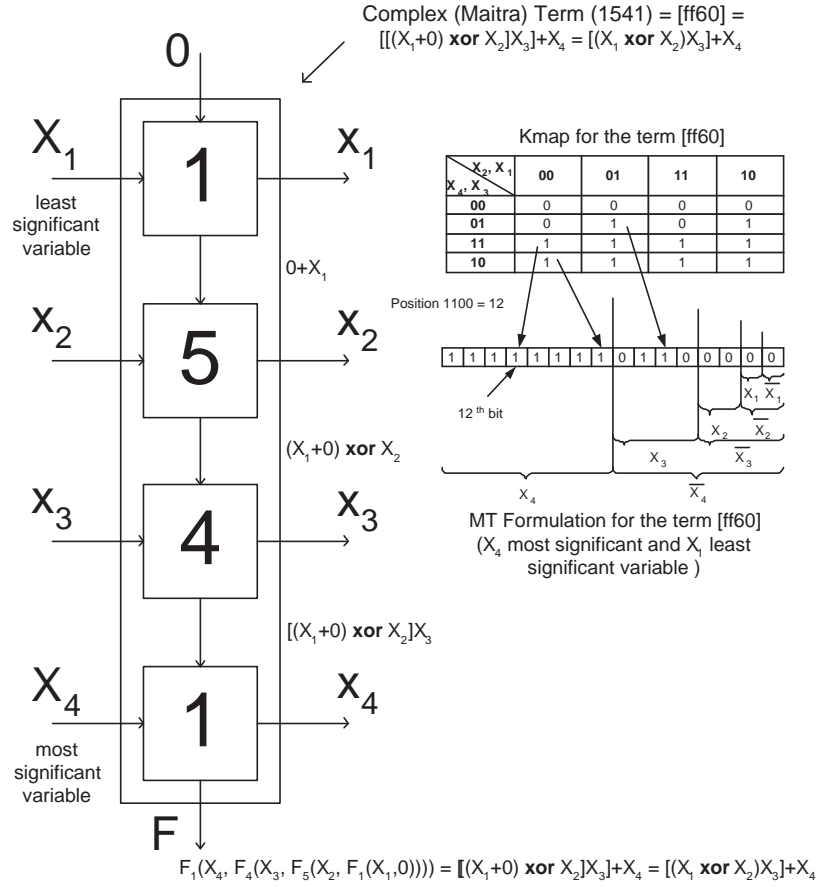 Complex (Maitra) Term (1541) = [ff60] =
[[(X₁+0) xor X₂]X₃]+X₄ = [(X₁ xor X₂)X₃]+X₄
0
X₁
1
x₁
least
significant
variable
0+X₁
x₂
5
x₂
(X₁+0) xor X₂
x₃
4
x₃
[(X₁+0) xor X₂]X₃
X₄
1
x₄
most
significant
variable
F
F₁(X₄, F₄(X₃, F₅(X₂, F₁(X₁,0)))) = [[(X₁+0) xor X₂]X₃]+X₄ = [(X₁ xor X₂)X₃]+X₄
Kmap for the term [ff60]
X₂, X₁
X₄, X₃
00 01 11 10
00 0 0 0 0
01 0 1 0 1
11 1 1 1 1
10 1 1 1 1
Position 1100 = 12
1 1 1 1 1 1 1 1 0 1 1 0 0 0 0 0
12 th bit
X₁ X̅₁
X₂ X̅₂
X₃ X̅₃
X₄ X̅₄
MT Formulation for the term [ff60]
(X₄ most significant and X₁ least
significant variable )